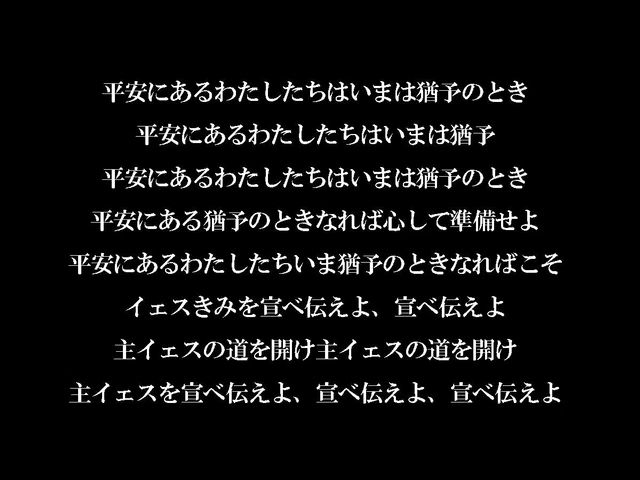 平安にあるわたしたちはいまは猶予のとき
平安にあるわたしたちはいまは猶予
平安にあるわたしたちはいまは猶予のとき
平安にある猶予のときなれば心して準備せよ
平安にあるわたしたちいま猶予のときなればこそ
イェスきみを宣べ伝えよ、宣べ伝えよ
主イェスの道を開け主イェスの道を開け
主イェスを宣べ伝えよ、宣べ伝えよ、宣べ伝えよ